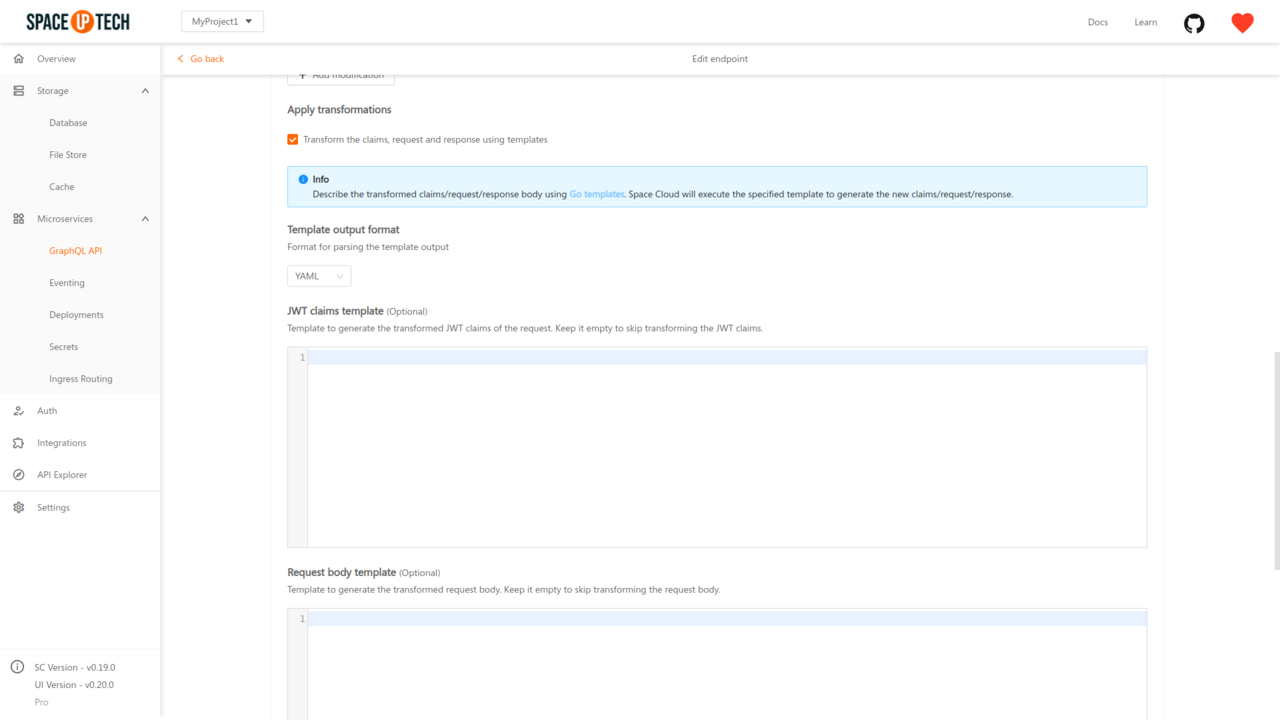 SPACE UP TECH
MyProject1
Docs
Learn
Overview
Storage
Database
File Store
Cache
Microservices
GraphQL API
Eventing
Deployments
Secrets
Ingress Routing
Auth
Integrations
API Explorer
Settings
SC Version - v0.19.0
UI Version - v0.20.0
Pro
Go back
Edit endpoint
+ Add modification
Apply transformations
Transform the claims, request and response using templates
Info
Describe the transformed claims/request/response body using Go templates. Space Cloud will execute the specified template to generate the new claims/request/response.
Template output format
Format for parsing the template output
YAML
JWT claims template (Optional)
Template to generate the transformed JWT claims of the request. Keep it empty to skip transforming the JWT claims.
1
Request body template (Optional)
Template to generate the transformed request body. Keep it empty to skip transforming the request body.
1